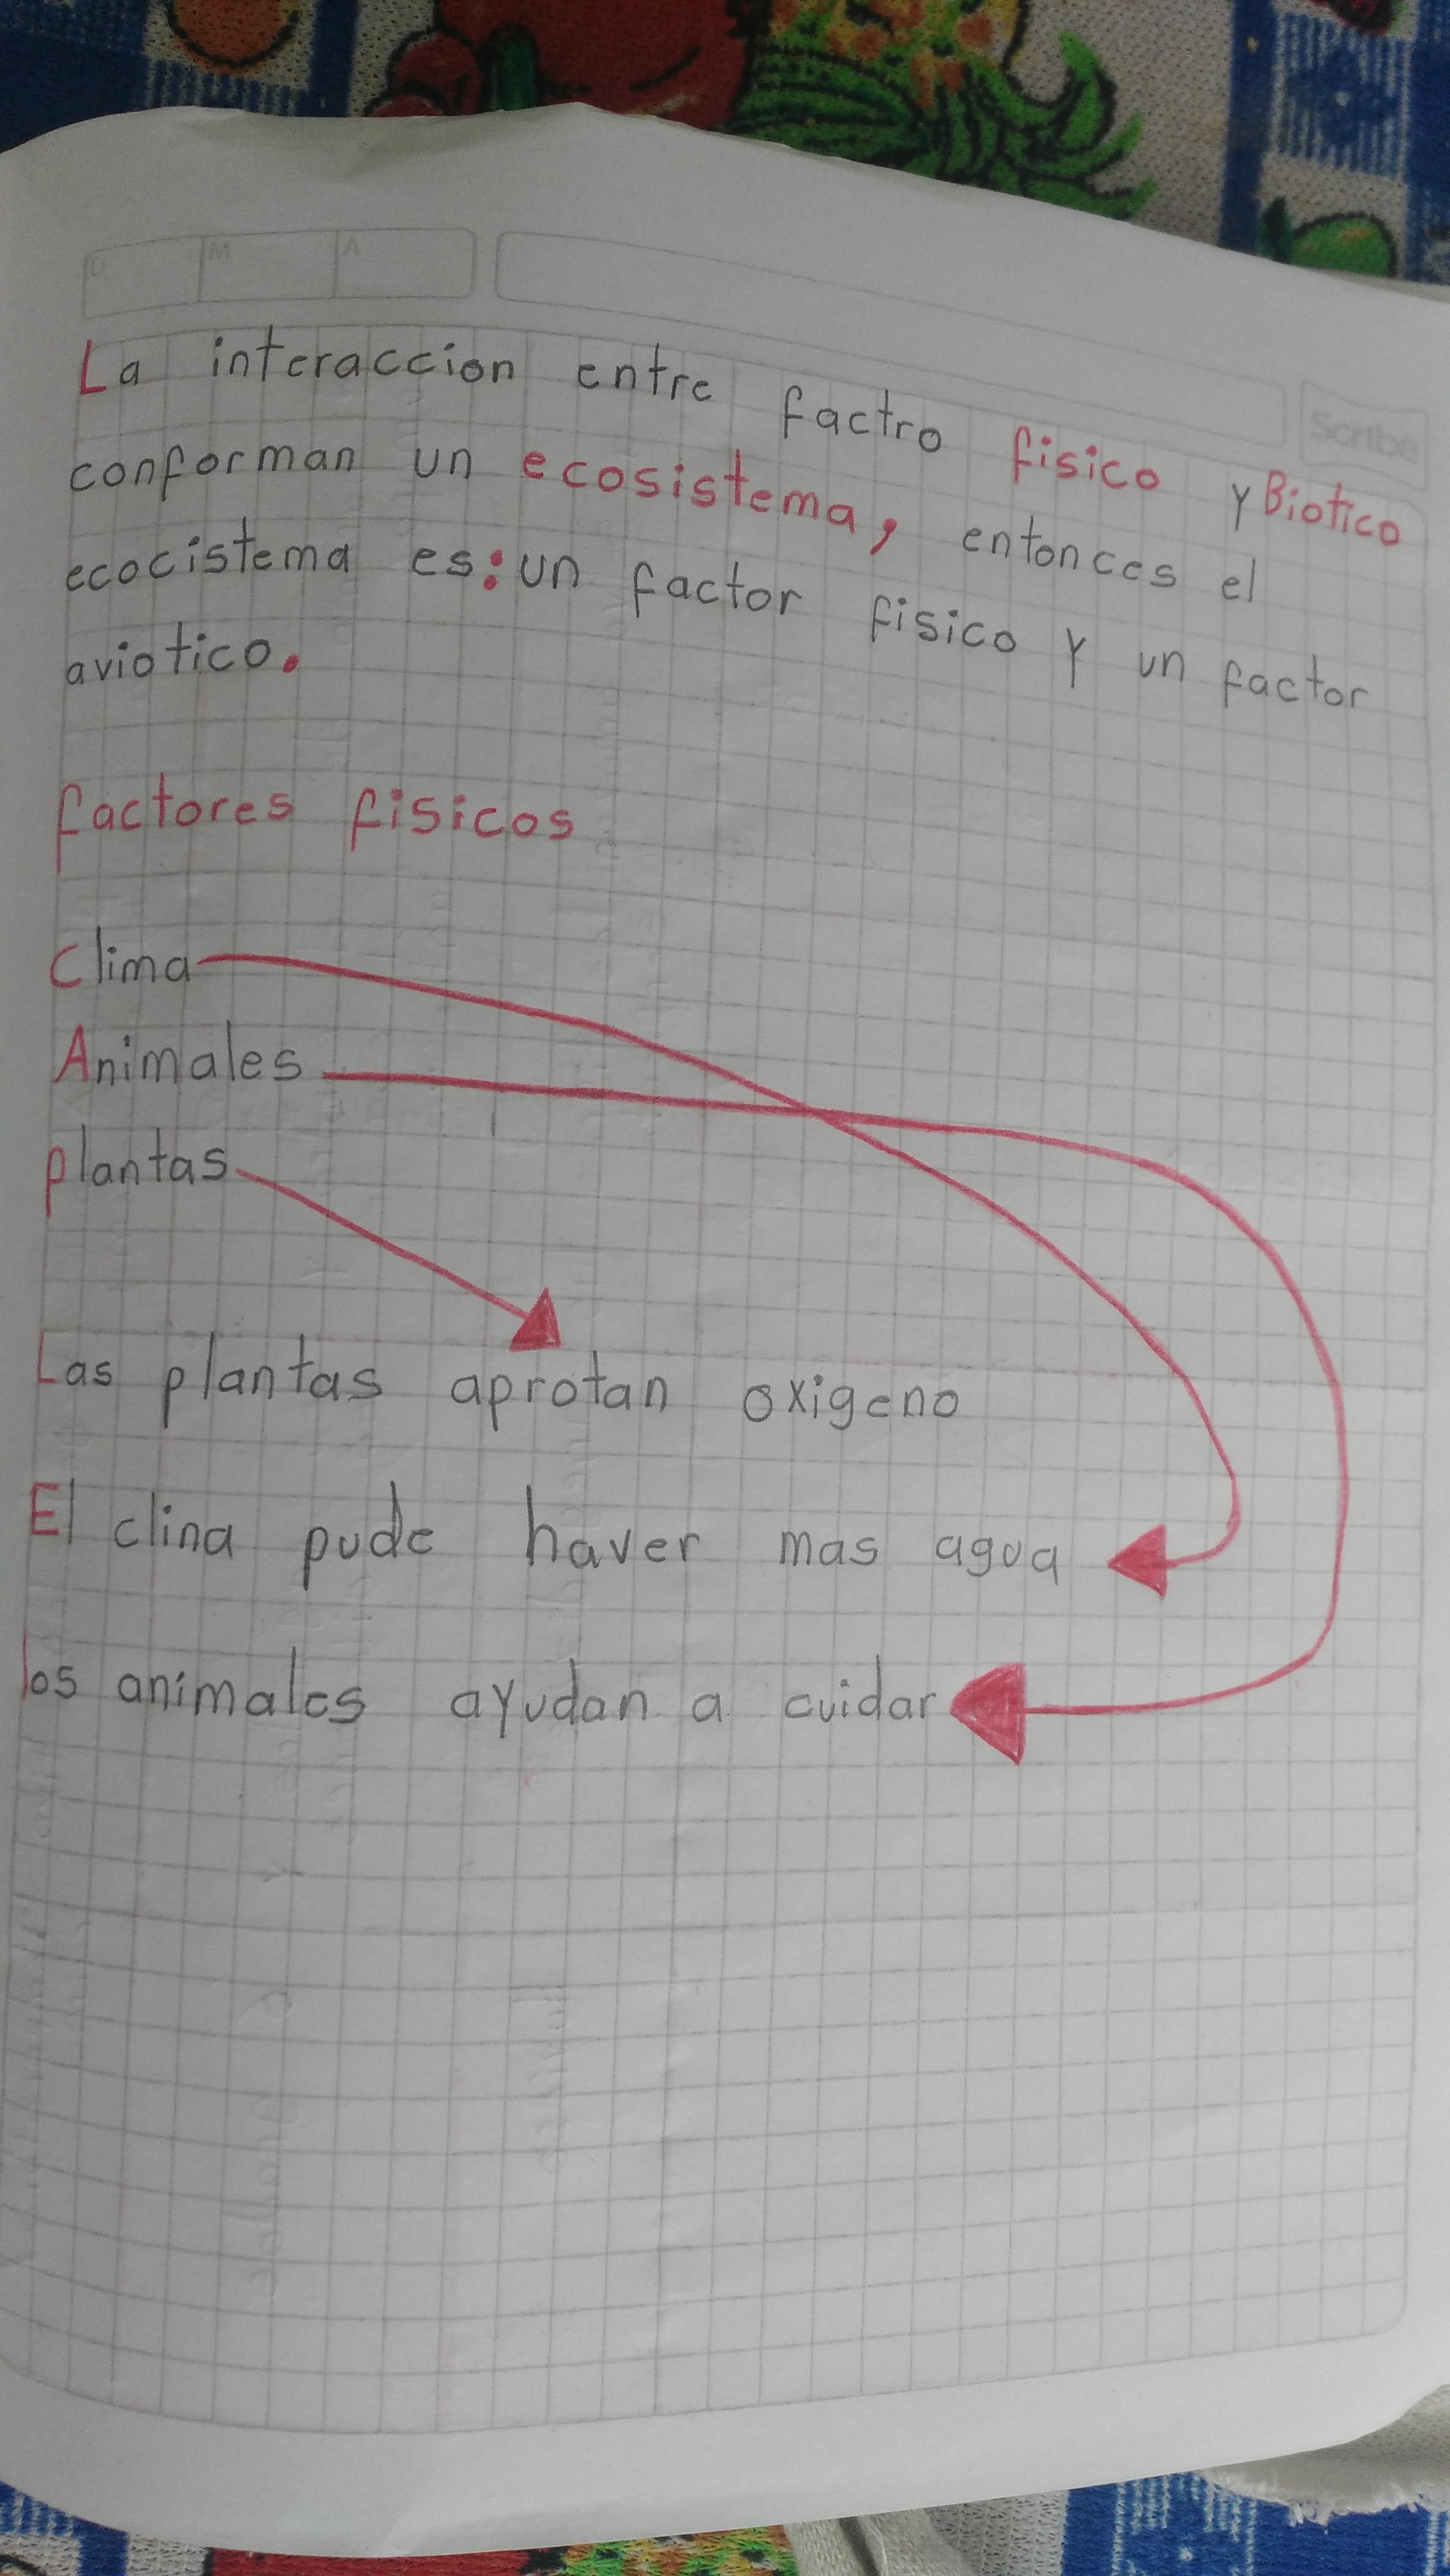 D M A
Scribe
La interaccion entre factro fisico y Biotico
conforman un ecosistema, entonces el
ecocistema es: un factor fisico y un factor
aviotico.
factores fisicos
Clima
Animales
plantas
Las plantas aprotan oxigeno
El clina pude haver mas agua
los animales ayudan a cuidar